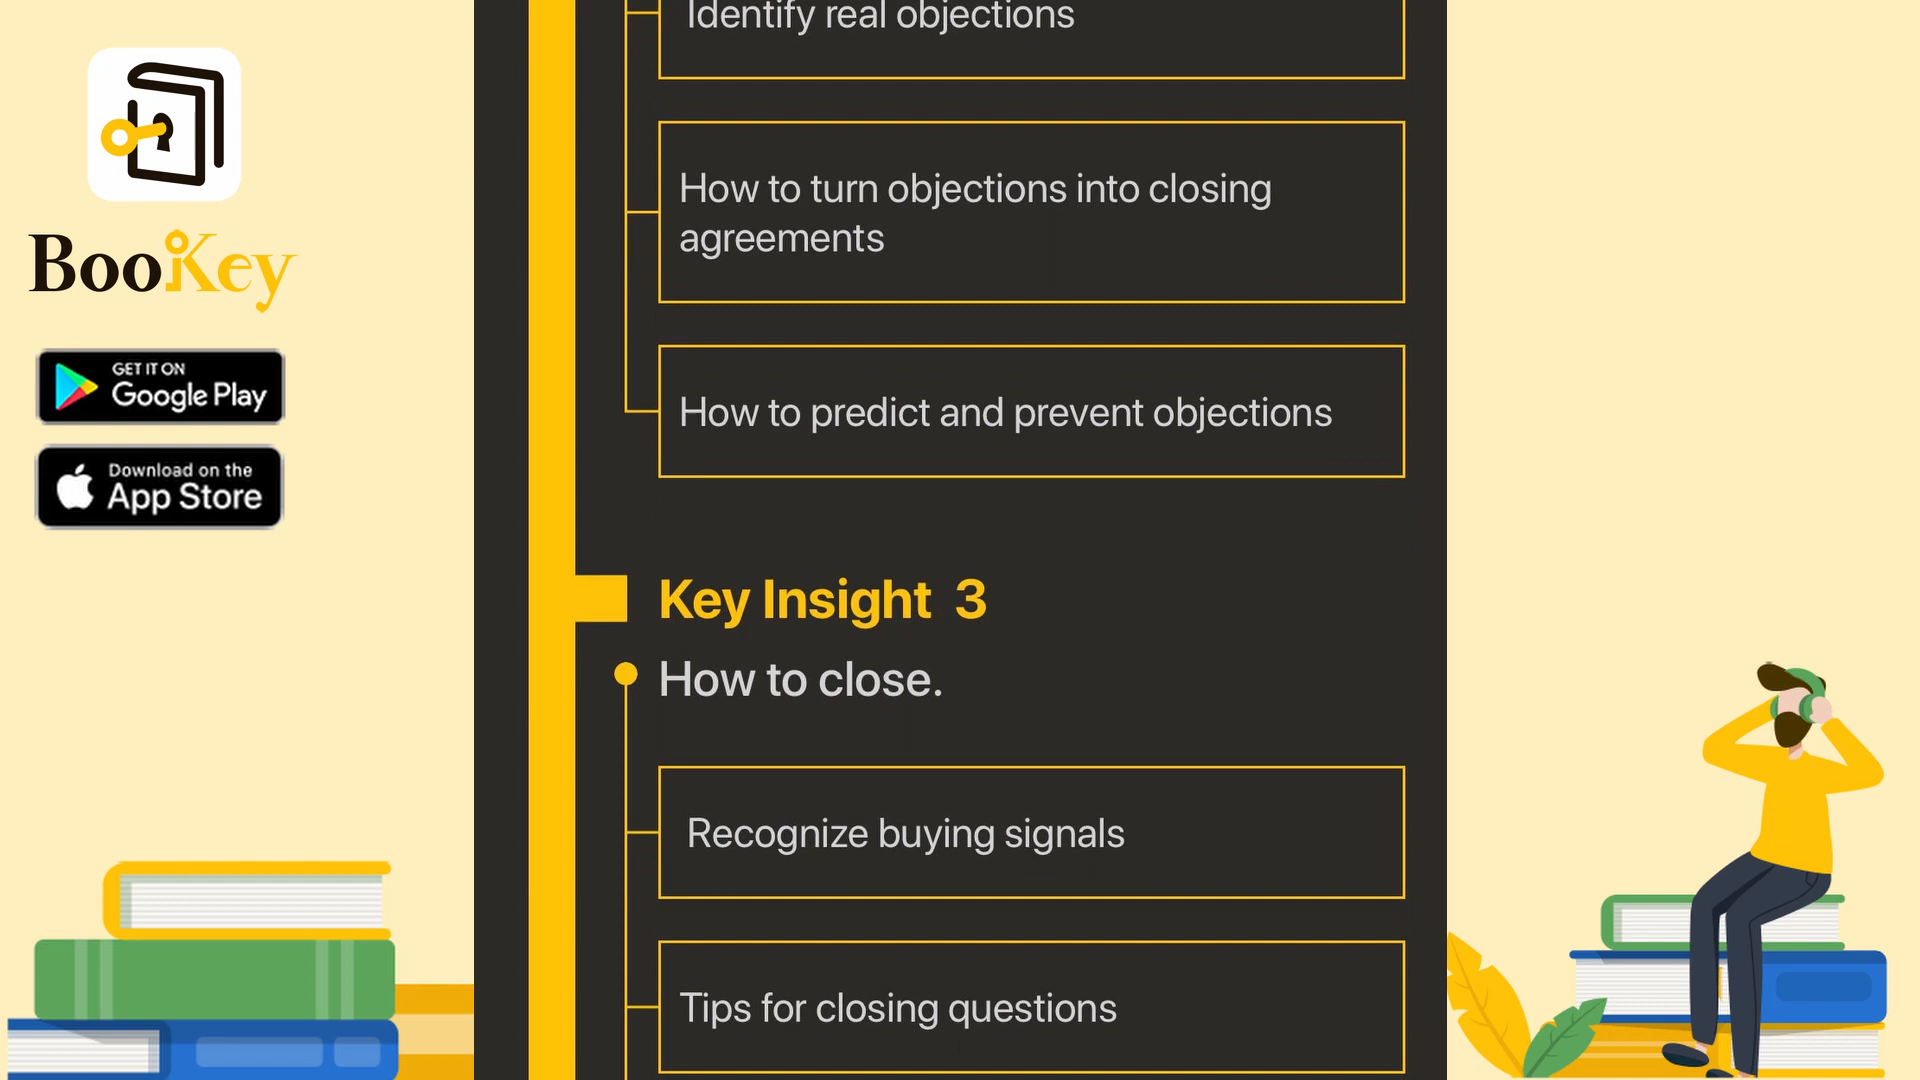 BooKey
GET IT ON
Google Play
Download on the
App Store
Identify real objections
How to turn objections into closing
agreements
How to predict and prevent objections
Key Insight 3
How to close.
Recognize buying signals
Tips for closing questions